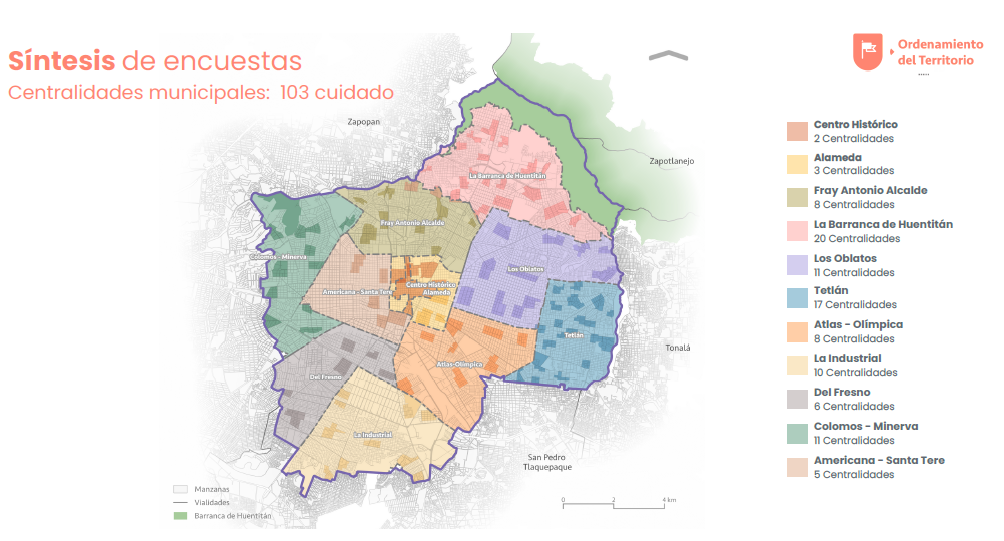 Síntesis de encuestas
Centralidades municipales: 103 cuidado
Ordenamiento
del Territorio
Zapopan
Zapotlanejo
La Barranca de Huentitán
Fray Antonio Alcalde
Colomos - Minerva
Los Oblatos
Centro Histórico
Alameda
Americana - Santa Tere
Tetlán
Tonalá
Atlas-Olímpica
Del Fresno
La Industrial
San Pedro
Tlaquepaque
Manzanas
Vialidades
Barranca de Huentitán
0 2 4 km
Centro Histórico
2 Centralidades
Alameda
3 Centralidades
Fray Antonio Alcalde
8 Centralidades
La Barranca de Huentitán
20 Centralidades
Los Oblatos
11 Centralidades
Tetlán
17 Centralidades
Atlas - Olímpica
8 Centralidades
La Industrial
10 Centralidades
Del Fresno
6 Centralidades
Colomos - Minerva
11 Centralidades
Americana - Santa Tere
5 Centralidades